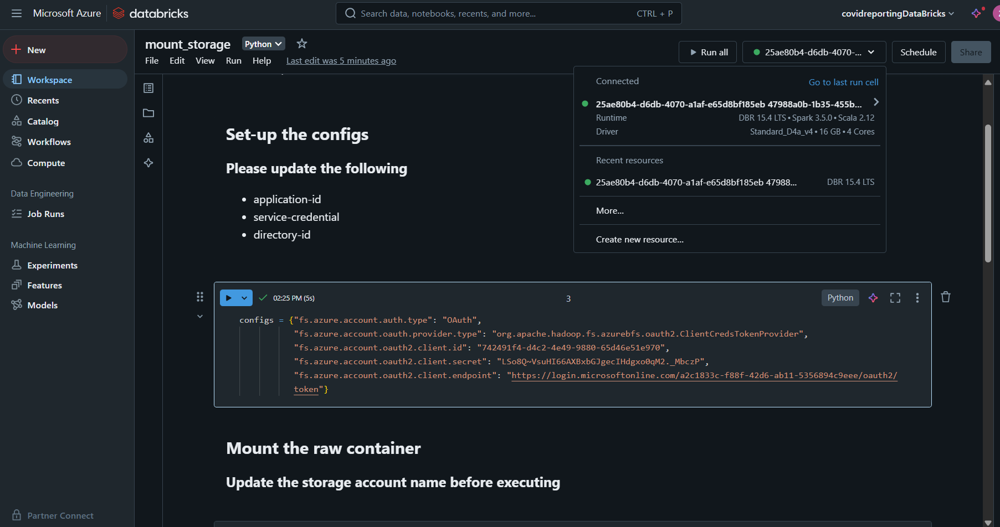 Microsoft Azure databricks
Search data, notebooks, recents, and more...
CTRL + P
covidreportingDataBricks
New
Workspace
Recents
Catalog
Workflows
Compute
Data Engineering
Job Runs
Machine Learning
Experiments
Features
Models
Partner Connect
mount_storage Python
File Edit View Run Help Last edit was 5 minutes ago
Run all
25ae80b4-d6db-4070-...
Schedule
Share
Connected
Go to last run cell
25ae80b4-d6db-4070-a1af-e65d8bf185eb 47988a0b-1b35-455b...
Runtime DBR 15.4 LTS • Spark 3.5.0 • Scala 2.12
Driver Standard_D4a_v4 • 16 GB • 4 Cores
Recent resources
25ae80b4-d6db-4070-a1af-e65d8bf185eb 47988... DBR 15.4 LTS
More...
Create new resource...
Set-up the configs
Please update the following
• application-id
• service-credential
• directory-id
02:25 PM (5s)
3
Python
configs = {"fs.azure.account.auth.type": "OAuth",
"fs.azure.account.oauth.provider.type": "org.apache.hadoop.fs.azurebfs.oauth2.ClientCredsTokenProvider",
"fs.azure.account.oauth2.client.id": "742491f4-d4c2-4e49-9880-65d46e51e970",
"fs.azure.account.oauth2.client.secret": "LSo8Q~VsuHI66AXBxbGJgecIHdgxo0qM2._MbczP",
"fs.azure.account.oauth2.client.endpoint": "https://login.microsoftonline.com/a2c1833c-f88f-42d6-ab11-5356894c9eee/oauth2/
token"}
Mount the raw container
Update the storage account name before executing